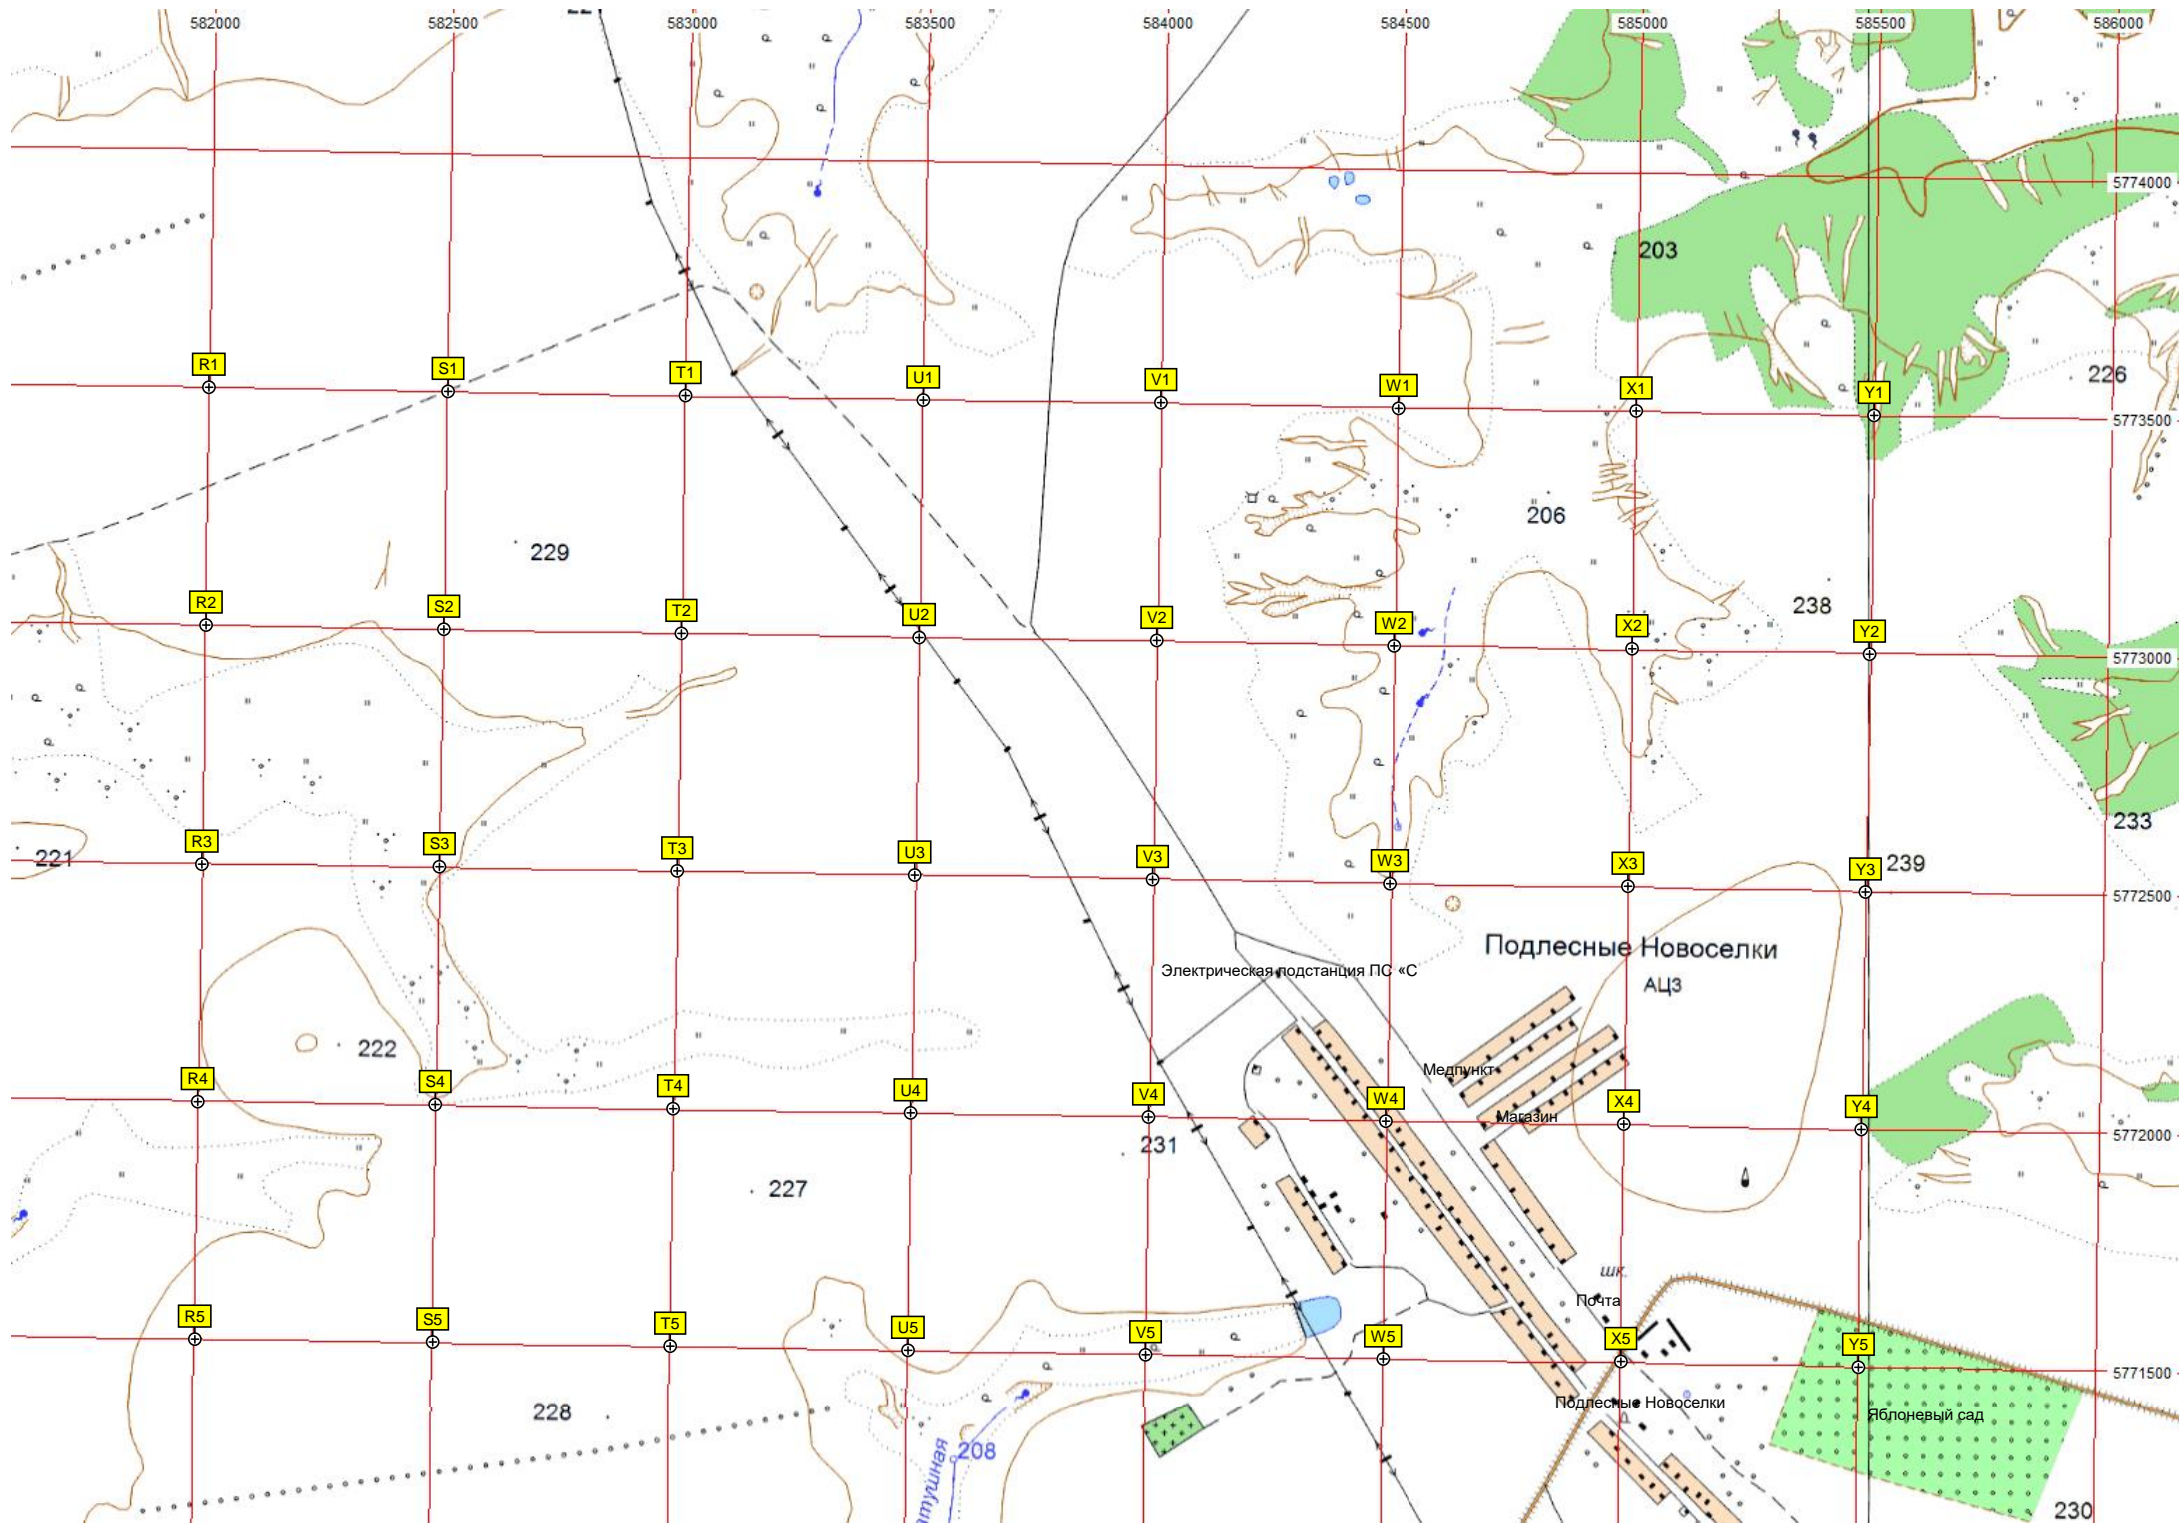 582000 582500 583000 583500 584000 584500 585000 585500 586000
5774000
203
226
R1 S1 T1 U1 V1 W1 X1 Y1
5773500
206
229
238
R2 S2 T2 U2 V2 W2 X2 Y2
5773000
233
221
239
R3 S3 T3 U3 V3 W3 X3 Y3
5772500
Подлесные Новоселки
Электрическая подстанция ПС «С
АЦЗ
222
Медпункт
R4 S4 T4 U4 V4 W4 X4 Y4
Магазин
5772000
231
227
шк.
Почта
R5 S5 T5 U5 V5 W5 X5 Y5
5771500
Подлесные Новоселки
228
Яблоневый сад
208
230